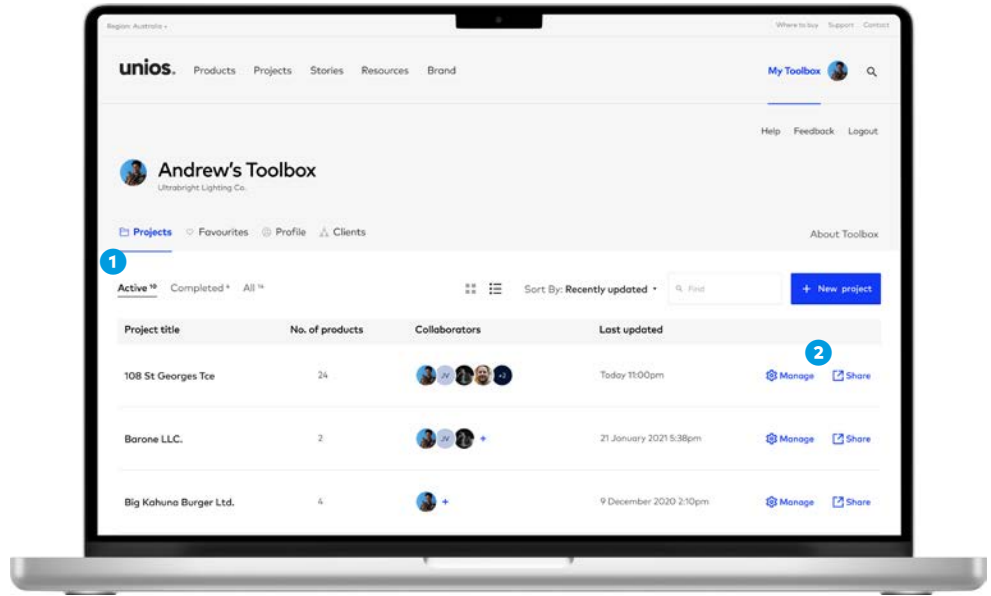 Region: Australia
Where to buy Support Contact
unios. Products Projects Stories Resources Brand My Toolbox
Help Feedback Logout
Andrew's Toolbox
Ultrabright Lighting Co.
Projects Favourites Profile Clients About Toolbox
1
Active 10 Completed All Sort By: Recently updated Find + New project
Project title No. of products Collaborators Last updated
2
108 St Georges Tce 24 JV +2 Today 11:00pm Manage Share
Barone LLC. 2 JV + 21 January 2021 5:38pm Manage Share
Big Kahuna Burger Ltd. 4 + 9 December 2020 2:10pm Manage Share